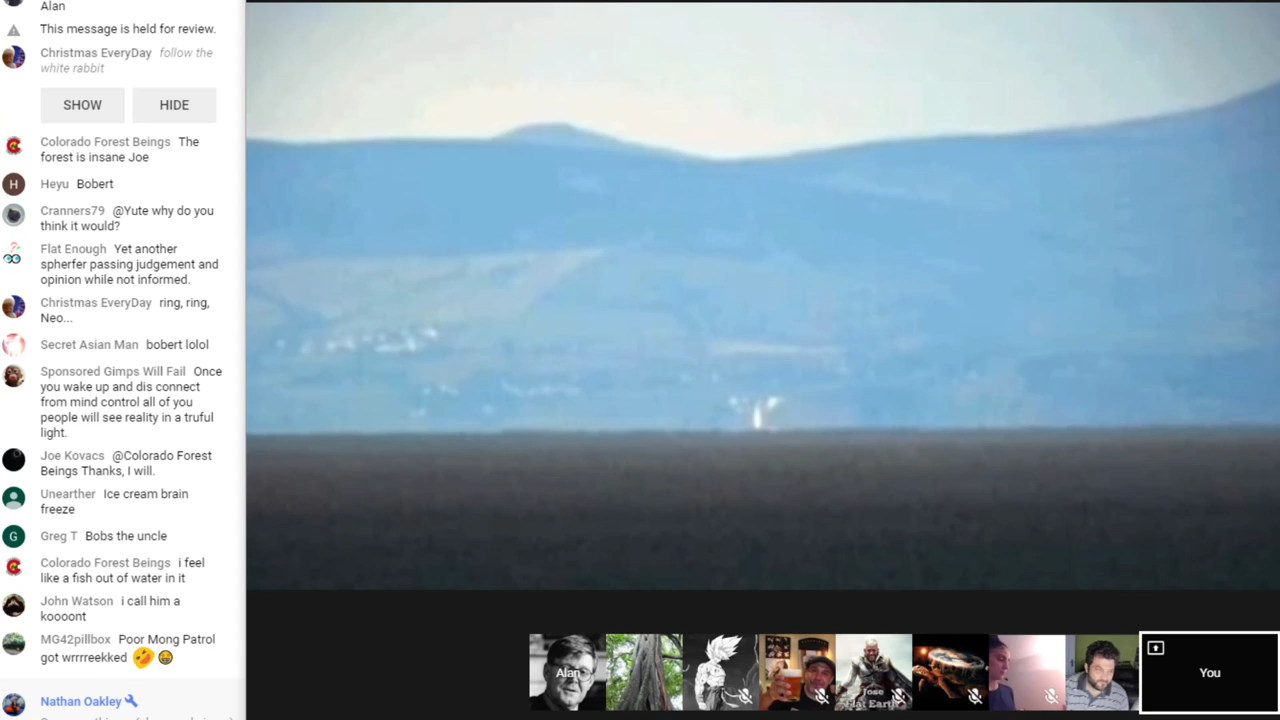 Alan
This message is held for review.
Christmas EveryDay follow the
white rabbit
SHOW HIDE
Colorado Forest Beings The
forest is insane Joe
H Heyu Bobert
Cranners79 @Yute why do you
think it would?
Flat Enough Yet another
spherfer passing judgement and
opinion while not informed.
Christmas EveryDay ring, ring,
Neo...
Secret Asian Man bobert lolol
Sponsored Gimps Will Fail Once
you wake up and dis connect
from mind control all of you
people will see reality in a truful
light.
Joe Kovacs @Colorado Forest
Beings Thanks, I will.
Unearther Ice cream brain
freeze
G Greg T Bobs the uncle
Colorado Forest Beings i feel
like a fish out of water in it
John Watson i call him a
koooont
MG42pillbox Poor Mong Patrol
got wrrrreekked
Nathan Oakley
Alan
Jose
Flat Earth
You